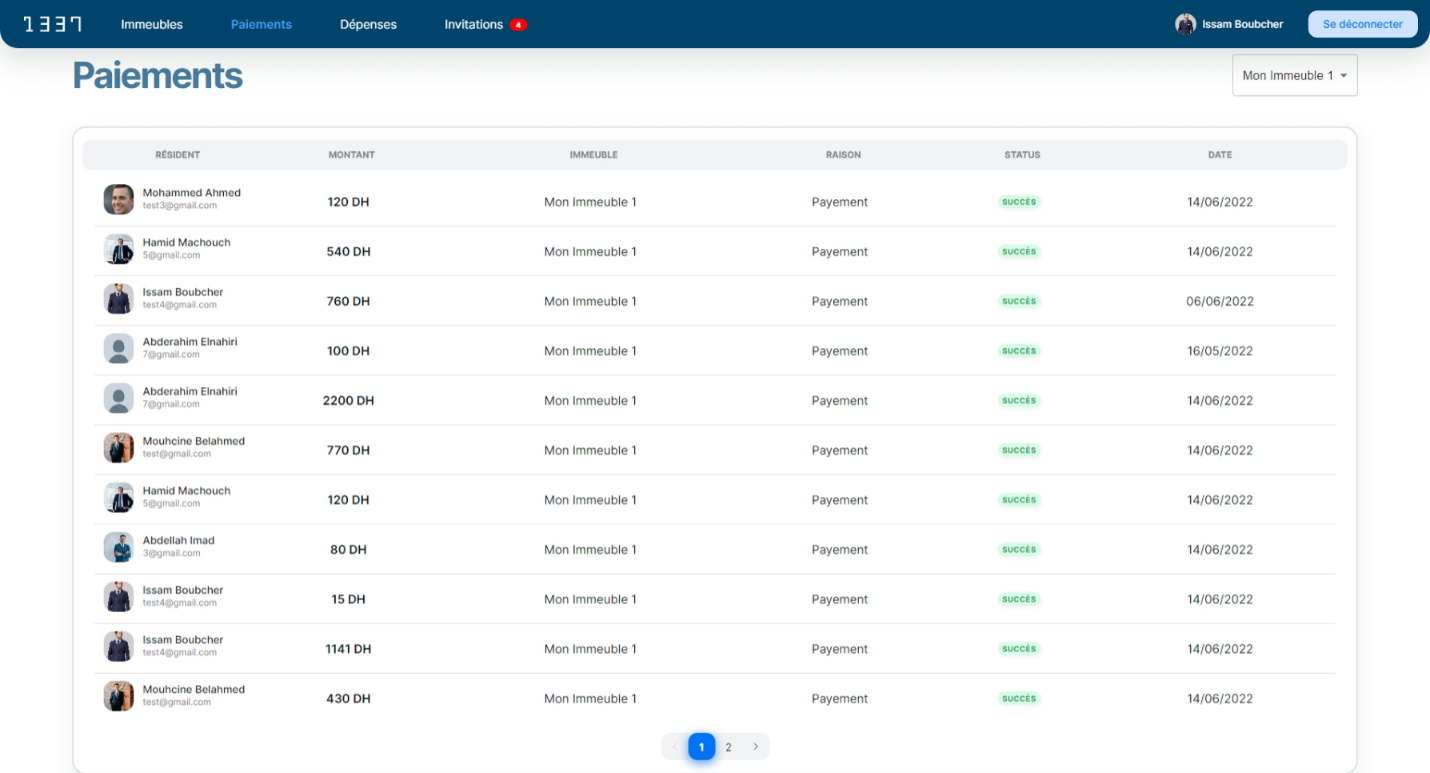 1337 Immeubles Paiements Dépenses Invitations 4 Issam Boubcher Se déconnecter
Paiements
Mon Immeuble 1
RÉSIDENT MONTANT IMMEUBLE RAISON STATUS DATE
Mohammed Ahmed
test3@gmail.com
120 DH Mon Immeuble 1 Payement SUCCÈS 14/06/2022
Hamid Machouch
5@gmail.com
540 DH Mon Immeuble 1 Payement SUCCÈS 14/06/2022
Issam Boubcher
test4@gmail.com
760 DH Mon Immeuble 1 Payement SUCCÈS 06/06/2022
Abderahim Elnahiri
7@gmail.com
100 DH Mon Immeuble 1 Payement SUCCÈS 16/05/2022
Abderahim Elnahiri
7@gmail.com
2200 DH Mon Immeuble 1 Payement SUCCÈS 14/06/2022
Mouhcine Belahmed
test@gmail.com
770 DH Mon Immeuble 1 Payement SUCCÈS 14/06/2022
Hamid Machouch
5@gmail.com
120 DH Mon Immeuble 1 Payement SUCCÈS 14/06/2022
Abdellah Imad
3@gmail.com
80 DH Mon Immeuble 1 Payement SUCCÈS 14/06/2022
Issam Boubcher
test4@gmail.com
15 DH Mon Immeuble 1 Payement SUCCÈS 14/06/2022
Issam Boubcher
test4@gmail.com
1141 DH Mon Immeuble 1 Payement SUCCÈS 14/06/2022
Mouhcine Belahmed
test@gmail.com
430 DH Mon Immeuble 1 Payement SUCCÈS 14/06/2022
1 2